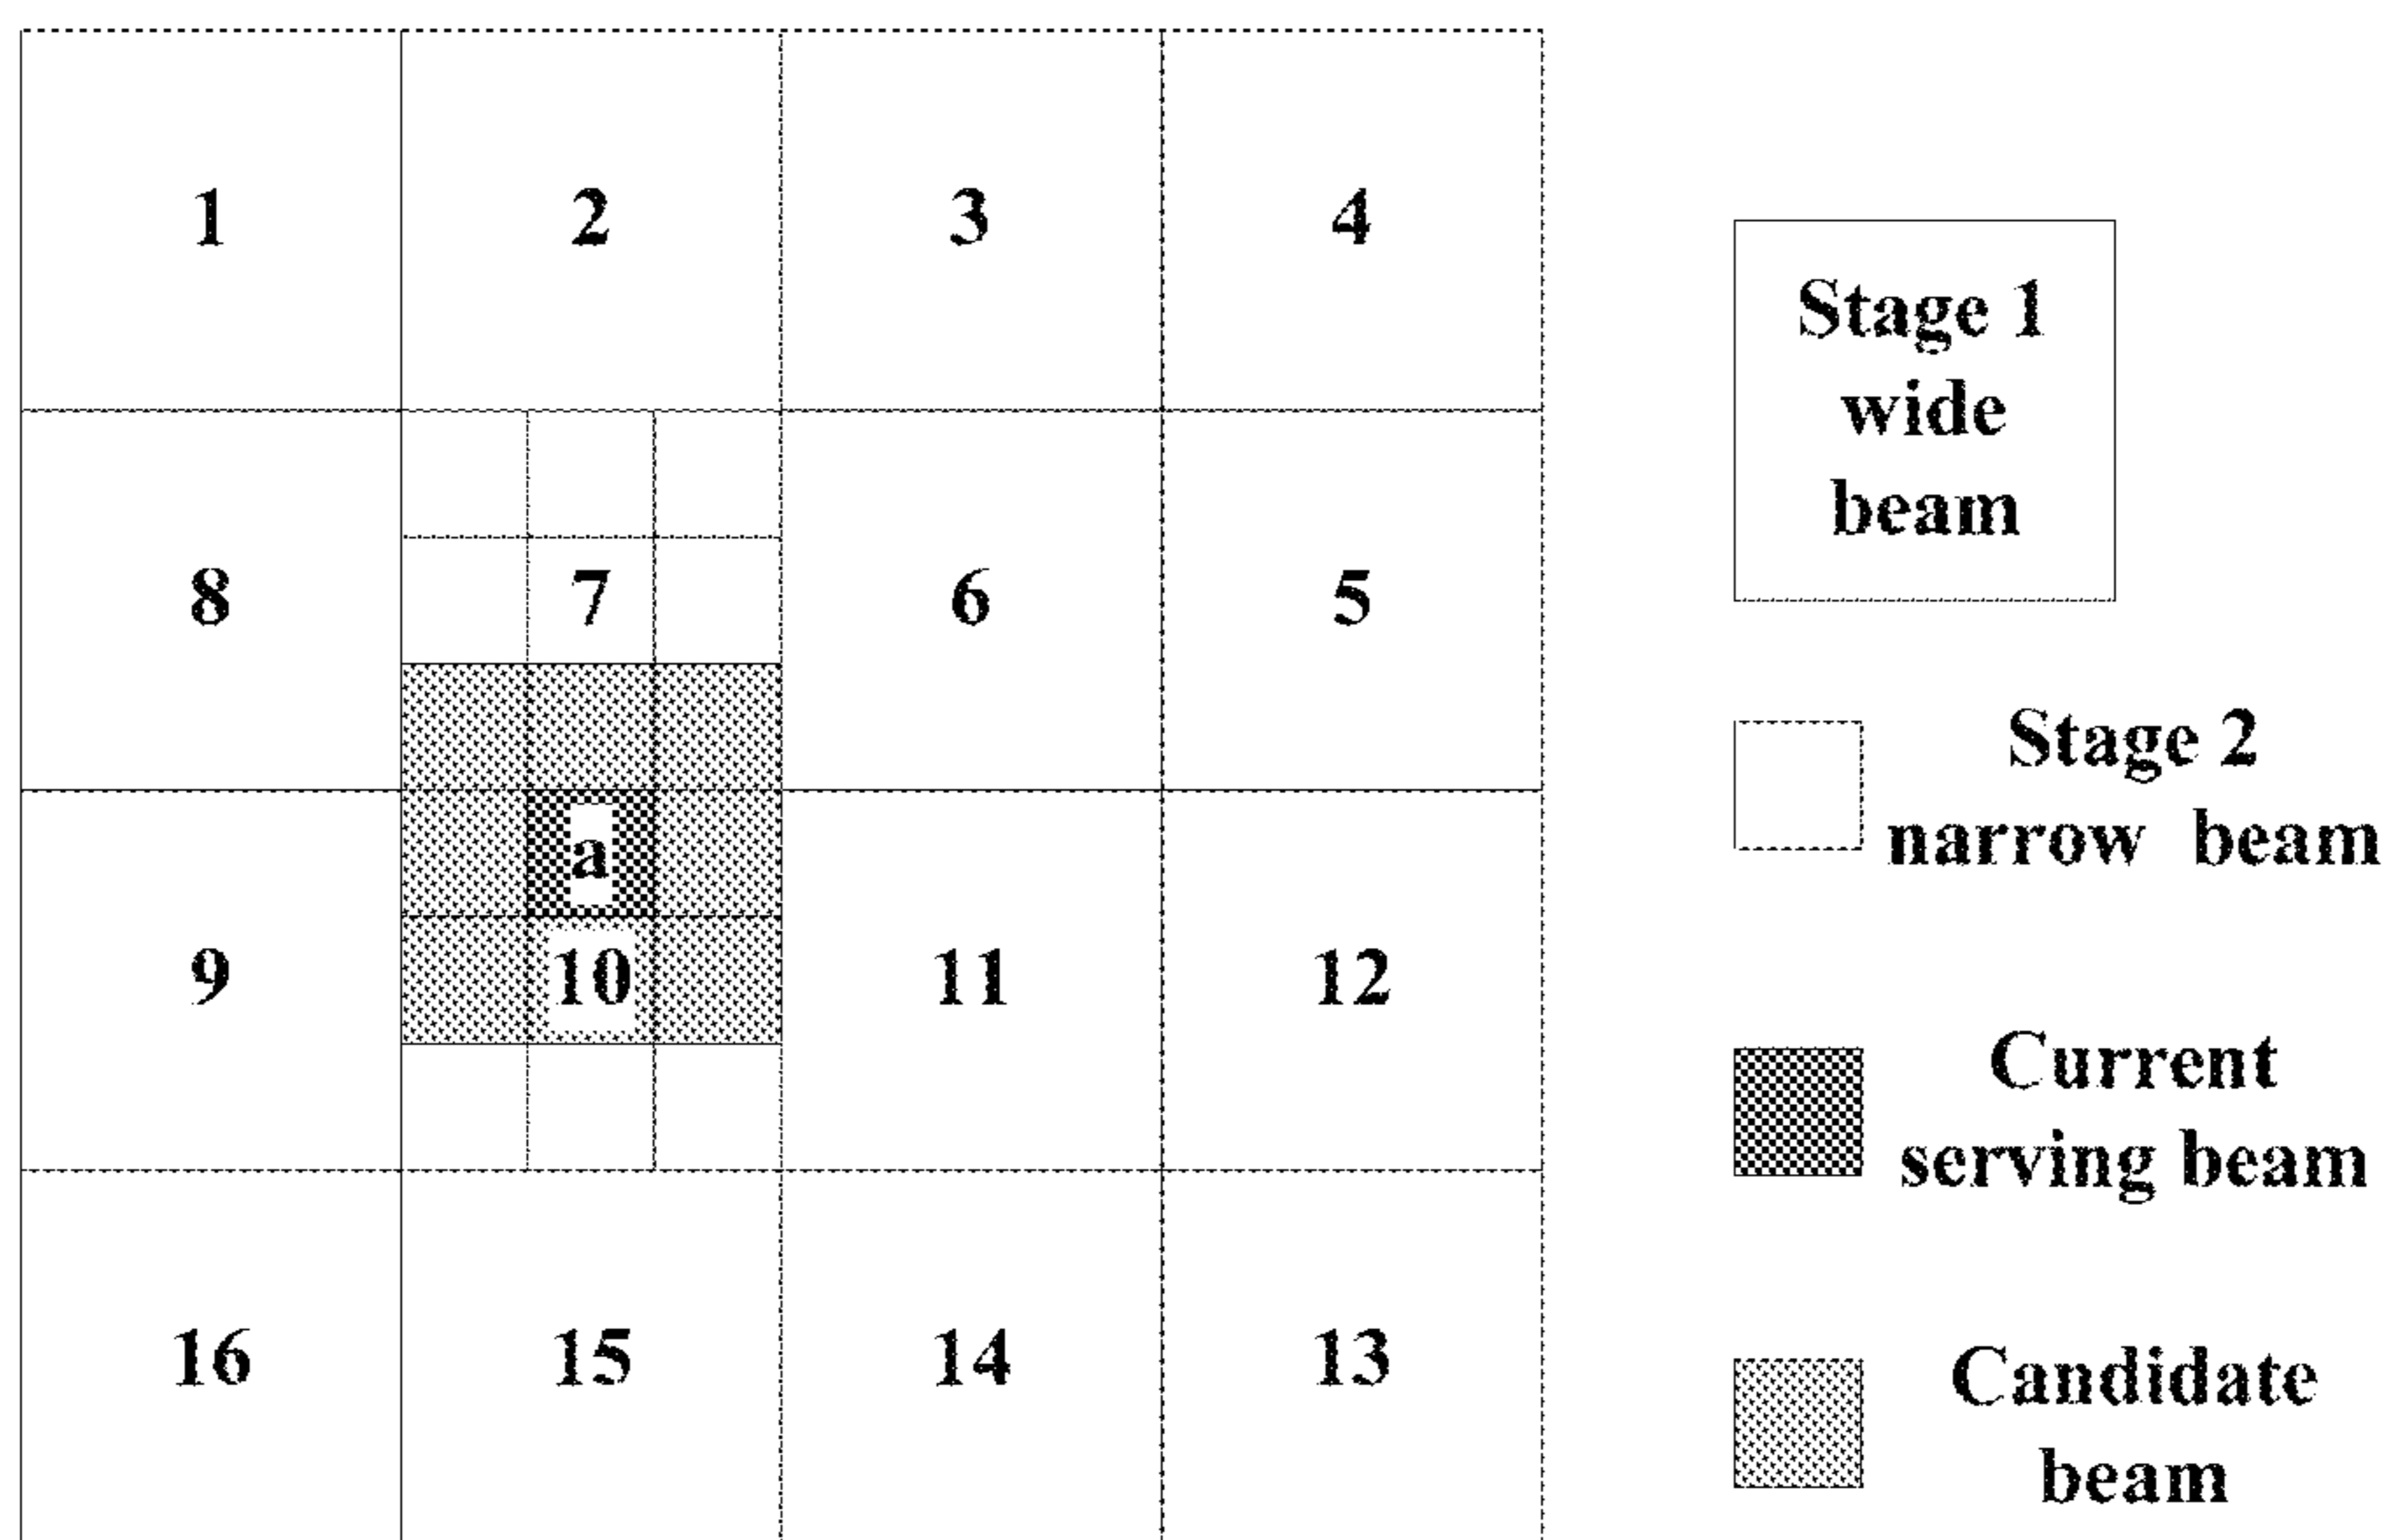 1 2 3 4
8 7 6 5
a
9 10 11 12
16 15 14 13
Stage 1
wide
beam
Stage 2
narrow beam
Current
serving beam
Candidate
beam